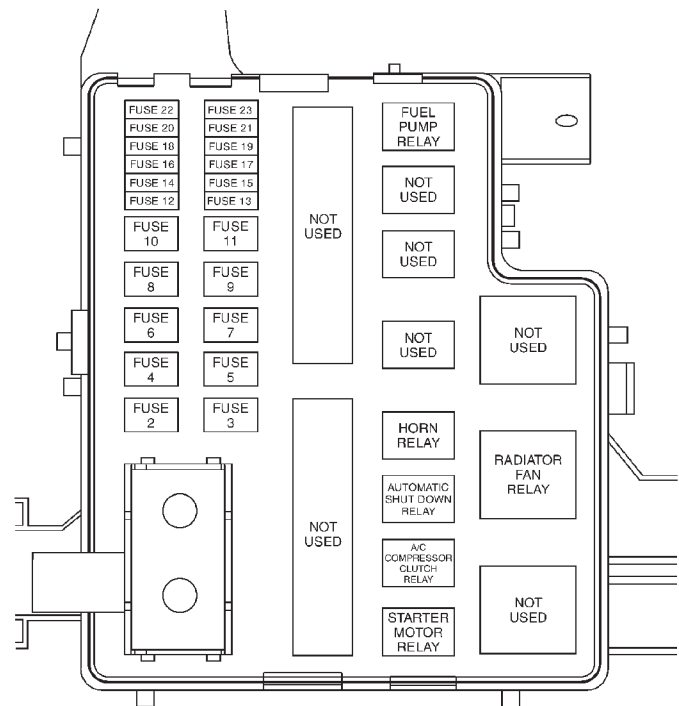 FUSE 22
FUSE 20
FUSE 18
FUSE 16
FUSE 14
FUSE 12
FUSE 23
FUSE 21
FUSE 19
FUSE 17
FUSE 15
FUSE 13
FUSE
10
FUSE
11
FUSE
8
FUSE
9
FUSE
6
FUSE
7
FUSE
4
FUSE
5
FUSE
2
FUSE
3
NOT
USED
NOT
USED
FUEL
PUMP
RELAY
NOT
USED
NOT
USED
NOT
USED
HORN
RELAY
AUTOMATIC
SHUT DOWN
RELAY
A/C
COMPRESSOR
CLUTCH
RELAY
STARTER
MOTOR
RELAY
NOT
USED
RADIATOR
FAN
RELAY
NOT
USED